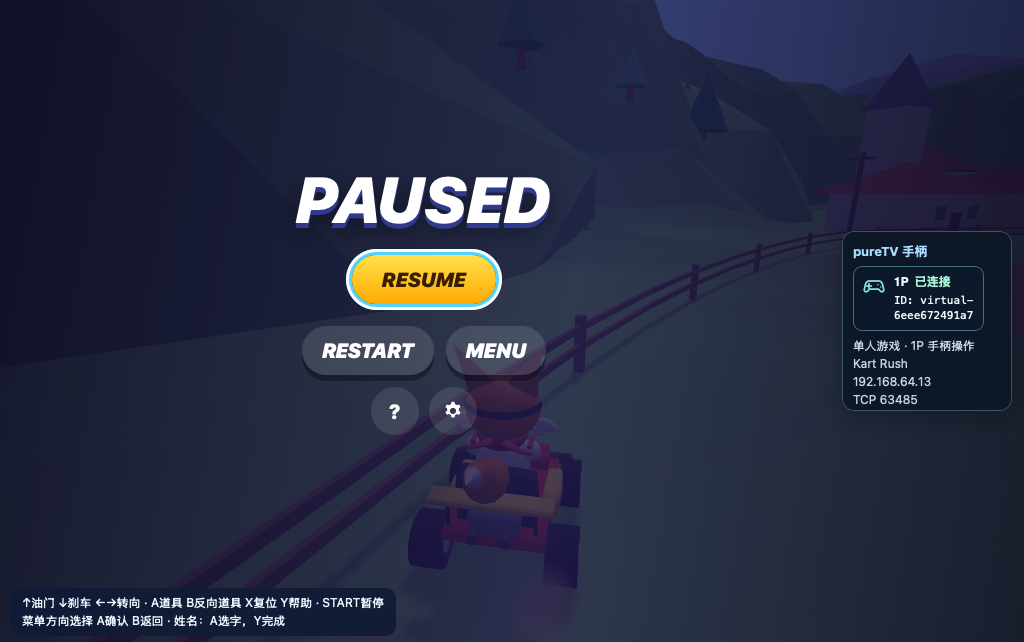 PAUSED
RESUME
RESTART
MENU
?
pureTV 手柄
1P 已连接
ID: virtual-
6eee672491a7
单人游戏 · 1P 手柄操作
Kart Rush
192.168.64.13
TCP 63485
↑油门 ↓刹车 ←→转向 · A道具 B反向道具 X复位 Y帮助 · START暂停
菜单方向选择 A确认 B返回 · 姓名：A选字，Y完成